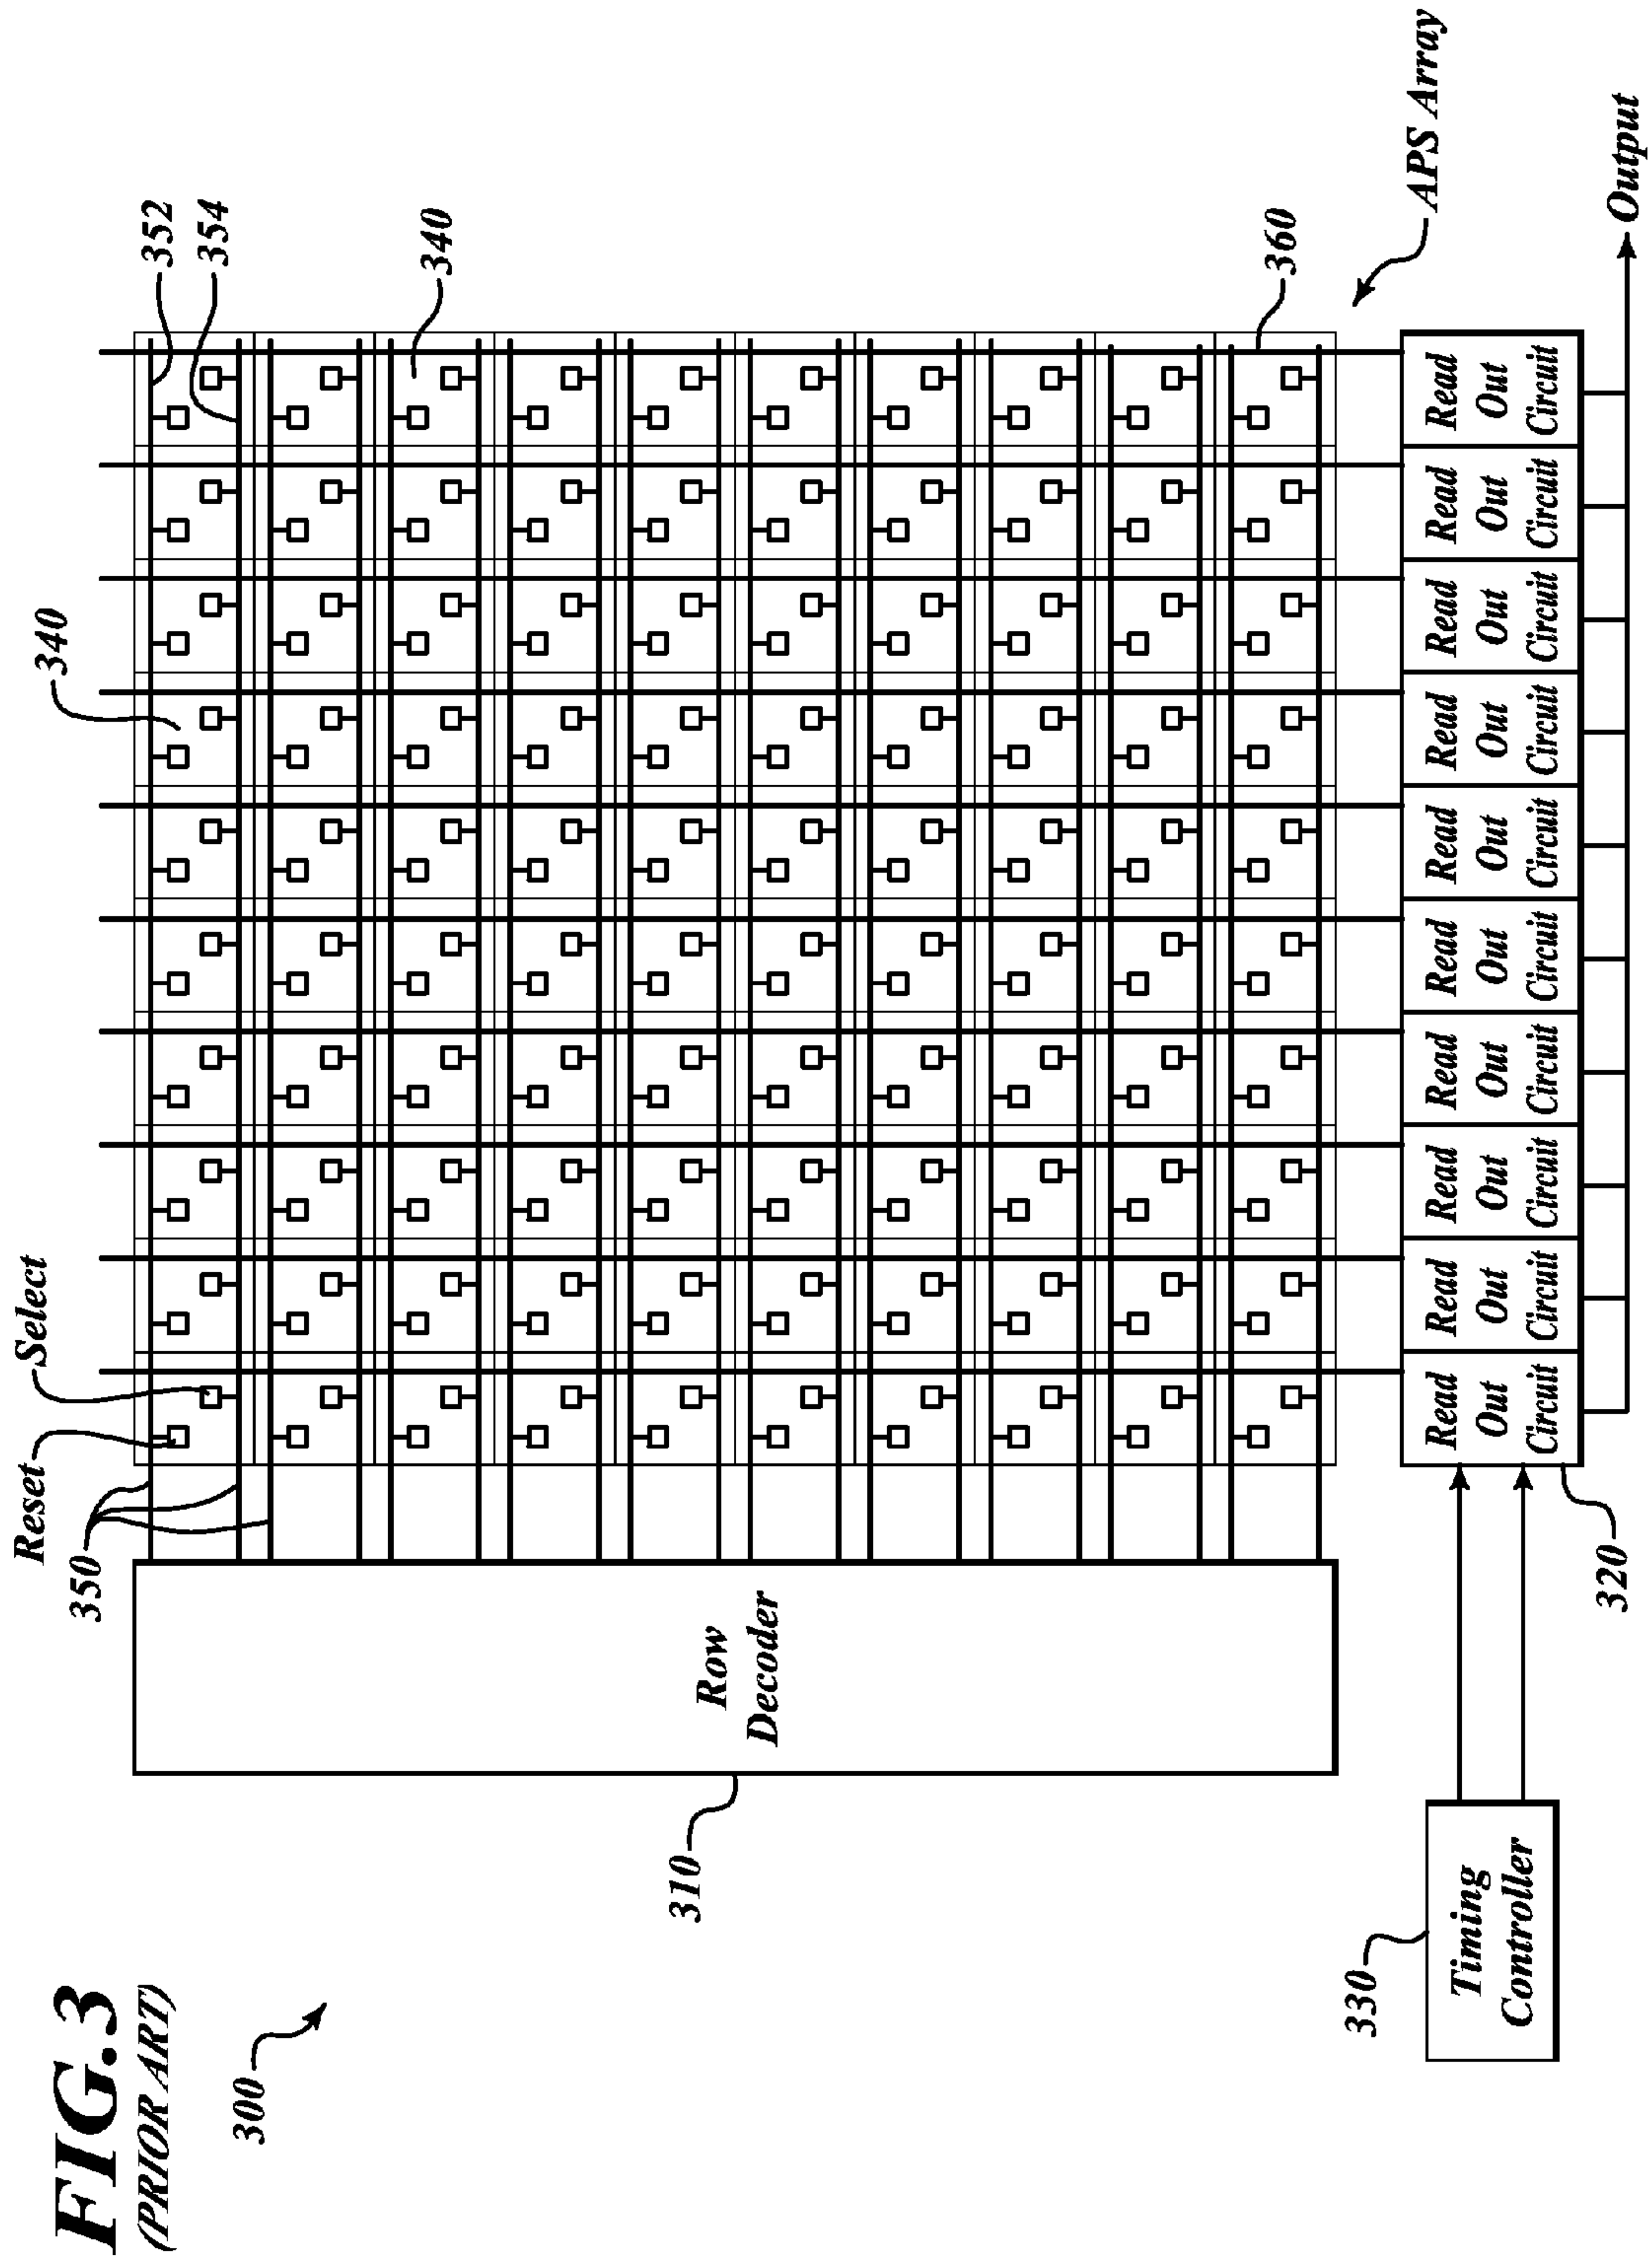 FIG.3
(PRIOR ART)
300
Reset
Select
340
352
354
340
350
360
APS Array
310
Row
Decoder
330
Timing
Controller
320
Read
Out
Circuit
Read
Out
Circuit
Read
Out
Circuit
Read
Out
Circuit
Read
Out
Circuit
Read
Out
Circuit
Read
Out
Circuit
Read
Out
Circuit
Read
Out
Circuit
Read
Out
Circuit
Output